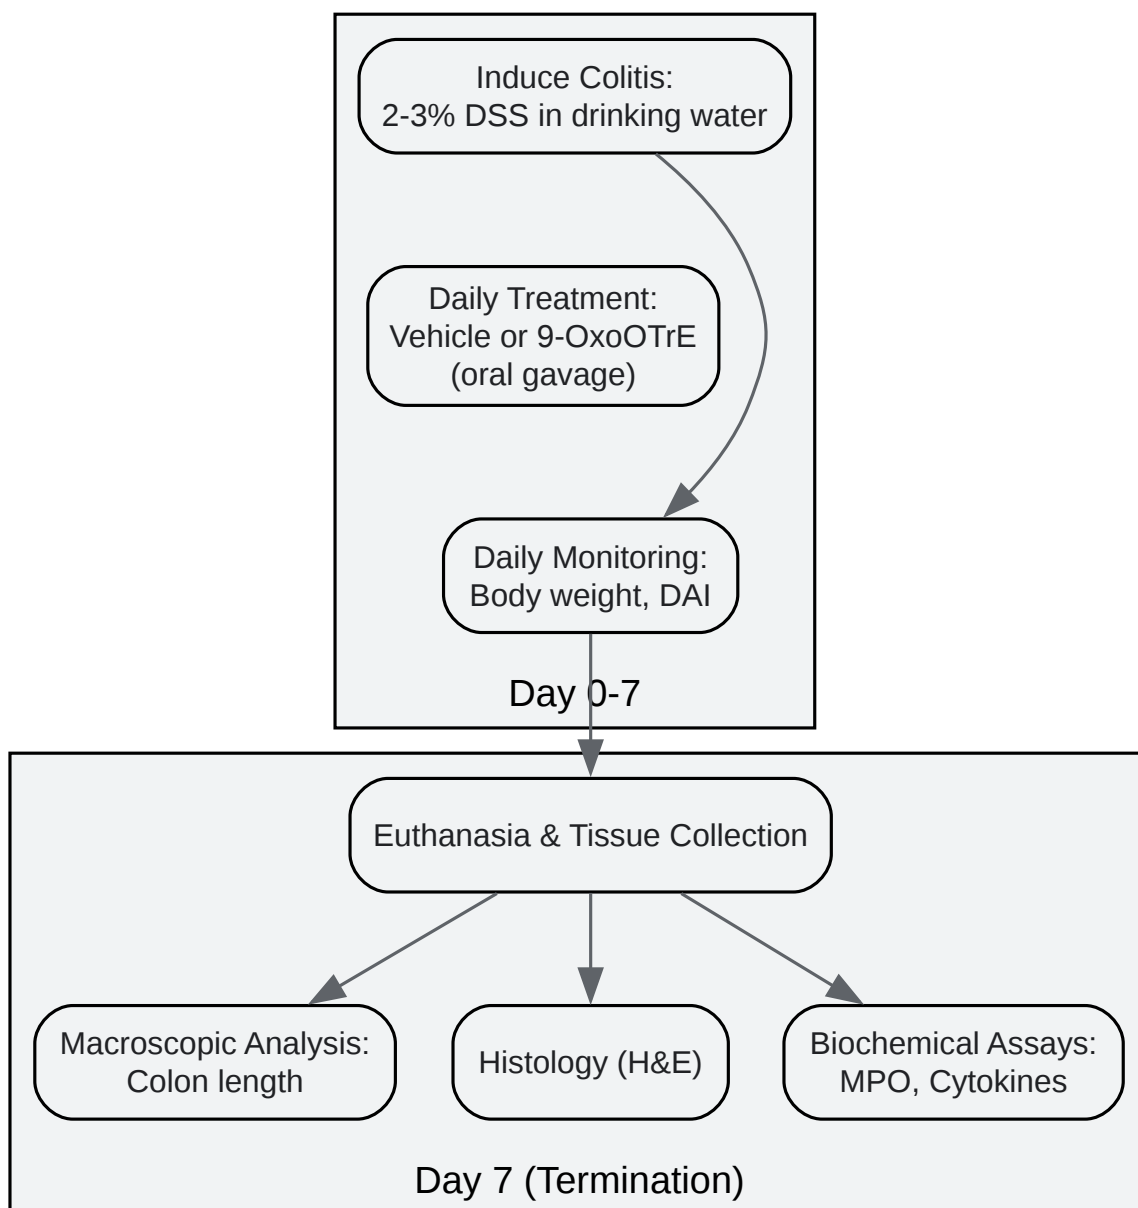 Induce Colitis:
2-3% DSS in drinking water
Daily Treatment:
Vehicle or 9-OxoOTrE
(oral gavage)
Daily Monitoring:
Body weight, DAI
Day 0-7
Euthanasia & Tissue Collection
Macroscopic Analysis:
Colon length
Histology (H&E)
Biochemical Assays:
MPO, Cytokines
Day 7 (Termination)